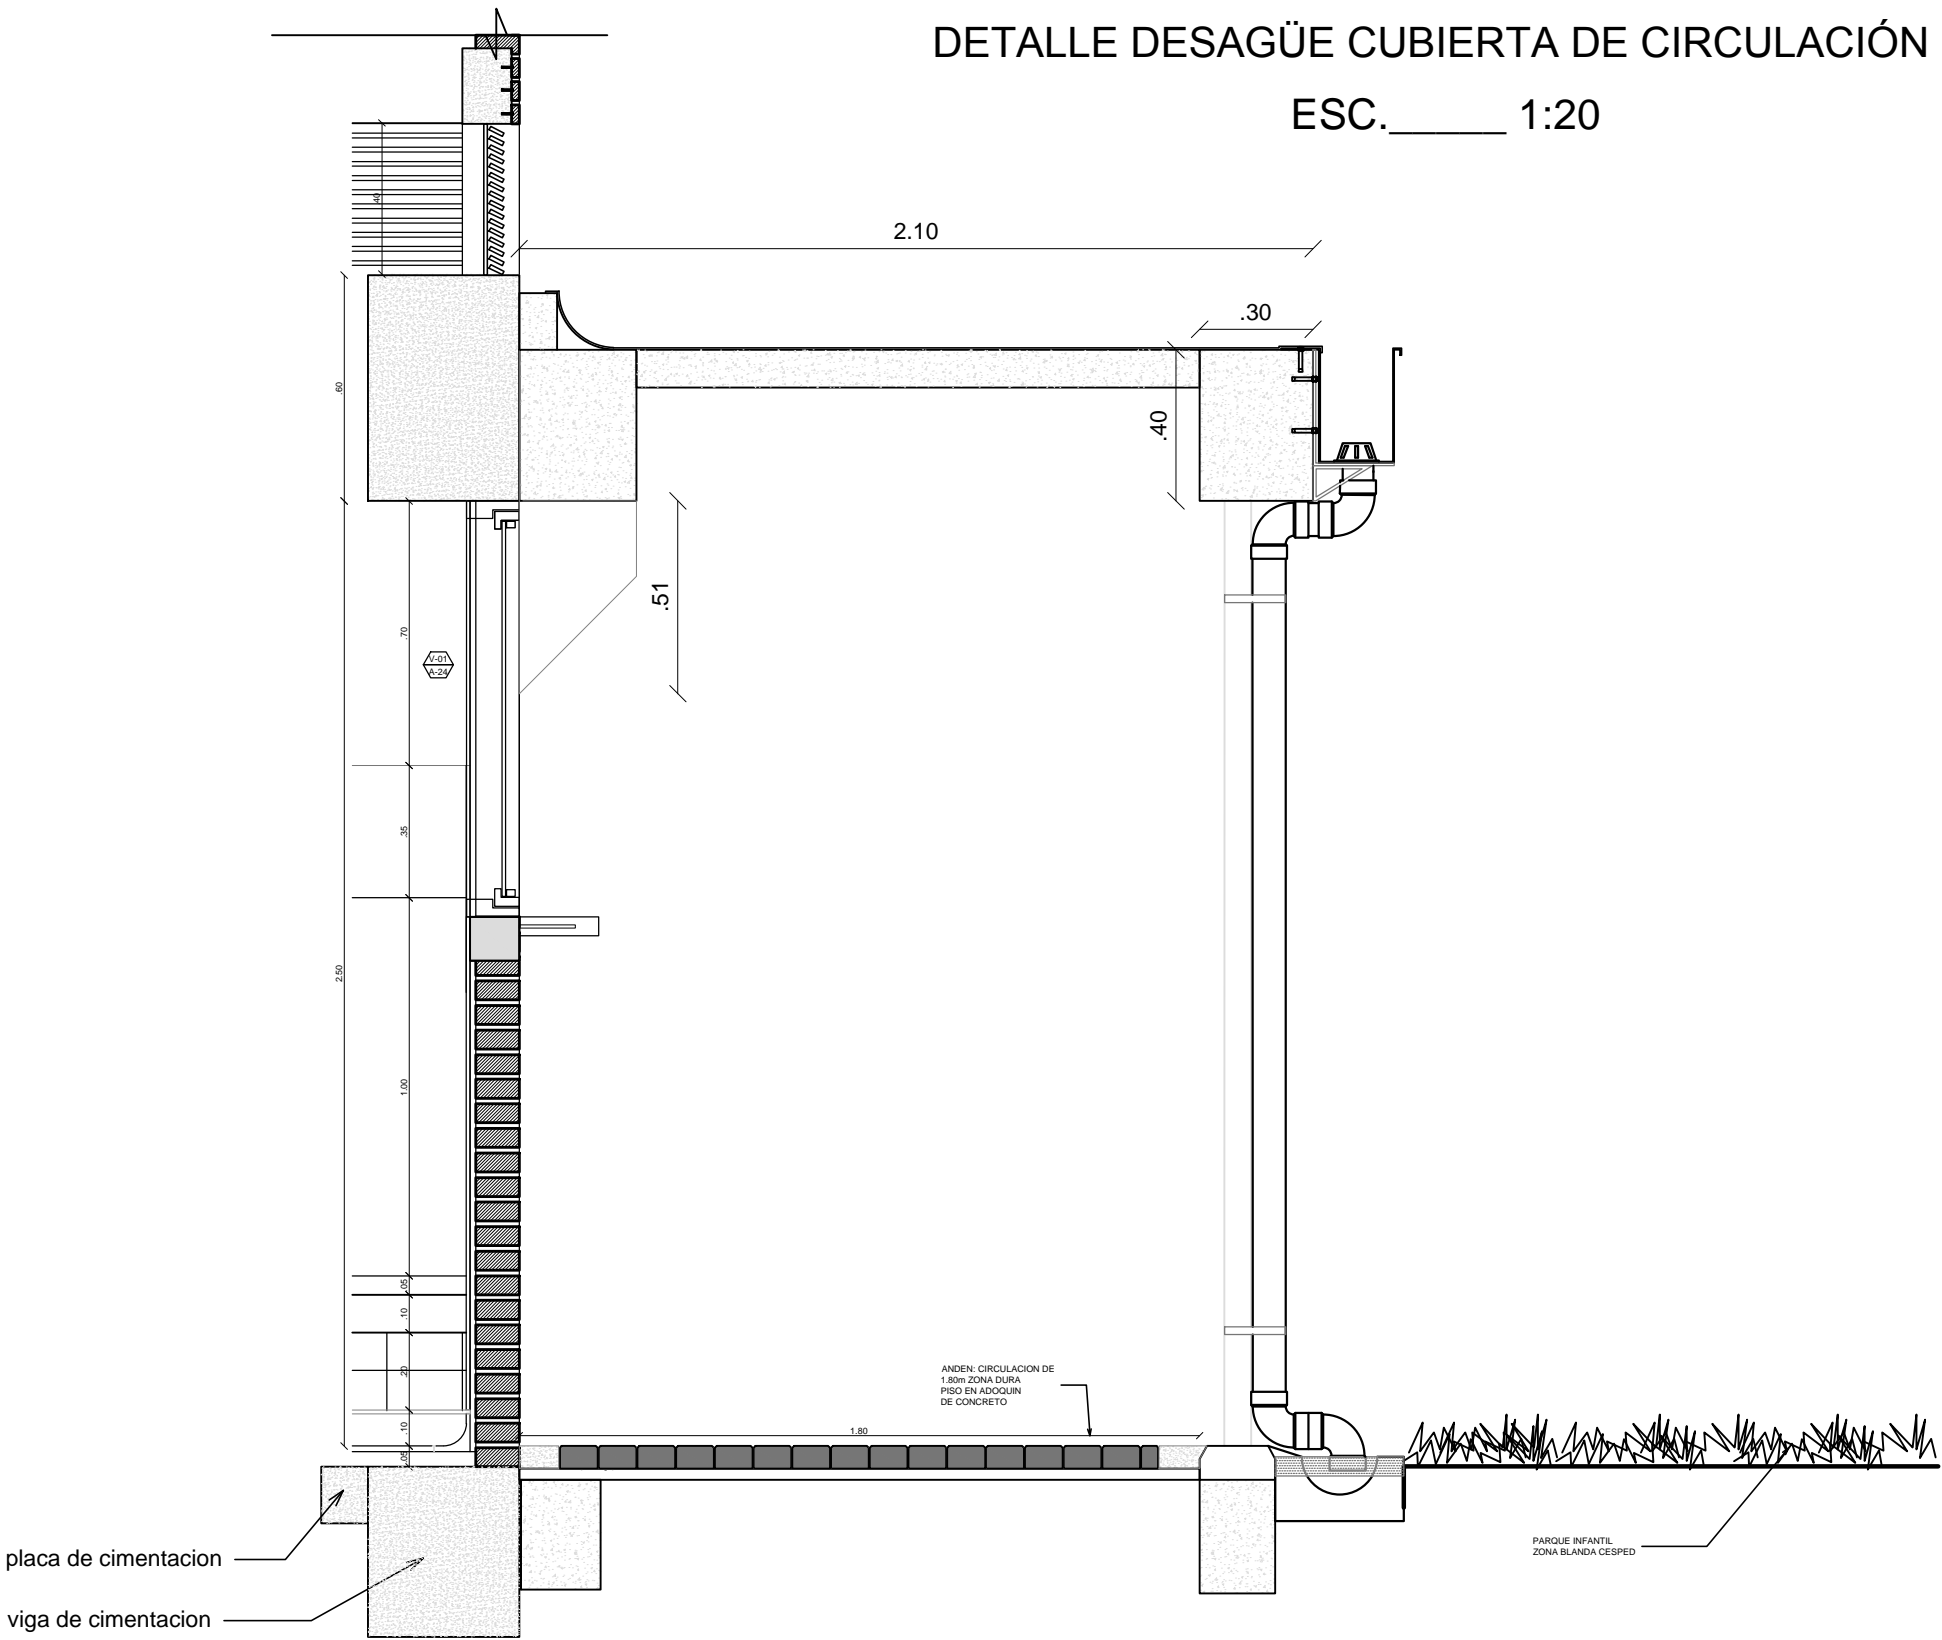 DETALLE DESAGÜE CUBIERTA DE CIRCULACIÓN
ESC._____ 1:20
.40
2.10
.30
.60
.40
.51
.70
V-01
A-24
.35
2.50
1.00
.05
.10
.20
.10
.05
ANDEN: CIRCULACION DE
1.80m ZONA DURA
PISO EN ADOQUIN
DE CONCRETO
1.80
PARQUE INFANTIL
ZONA BLANDA CESPED
placa de cimentacion
viga de cimentacion